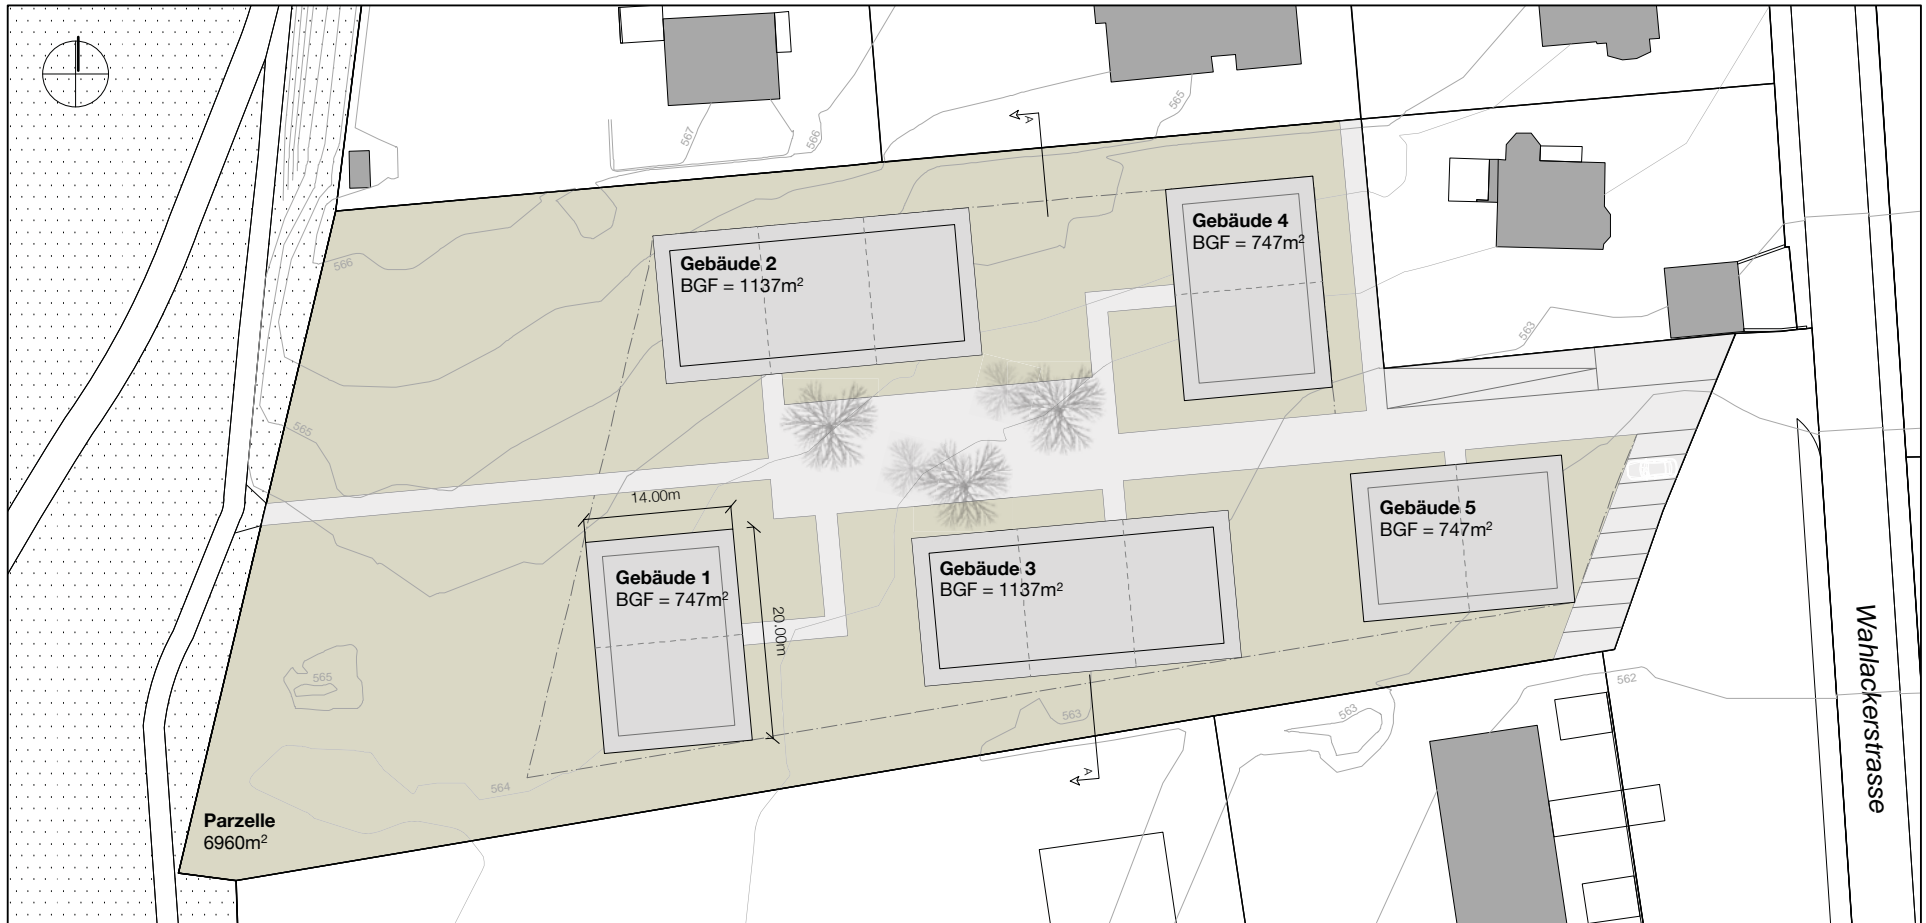 567
566
565
A
Gebäude 4
BGF = 747m²
Gebäude 2
BGF = 1137m²
566
563
565
14.00m
Gebäude 5
BGF = 747m²
Gebäude 1
BGF = 747m²
Gebäude 3
BGF = 1137m²
20.00m
Wahlackerstrasse
565
562
563
563
A
564
Parzelle
6960m²